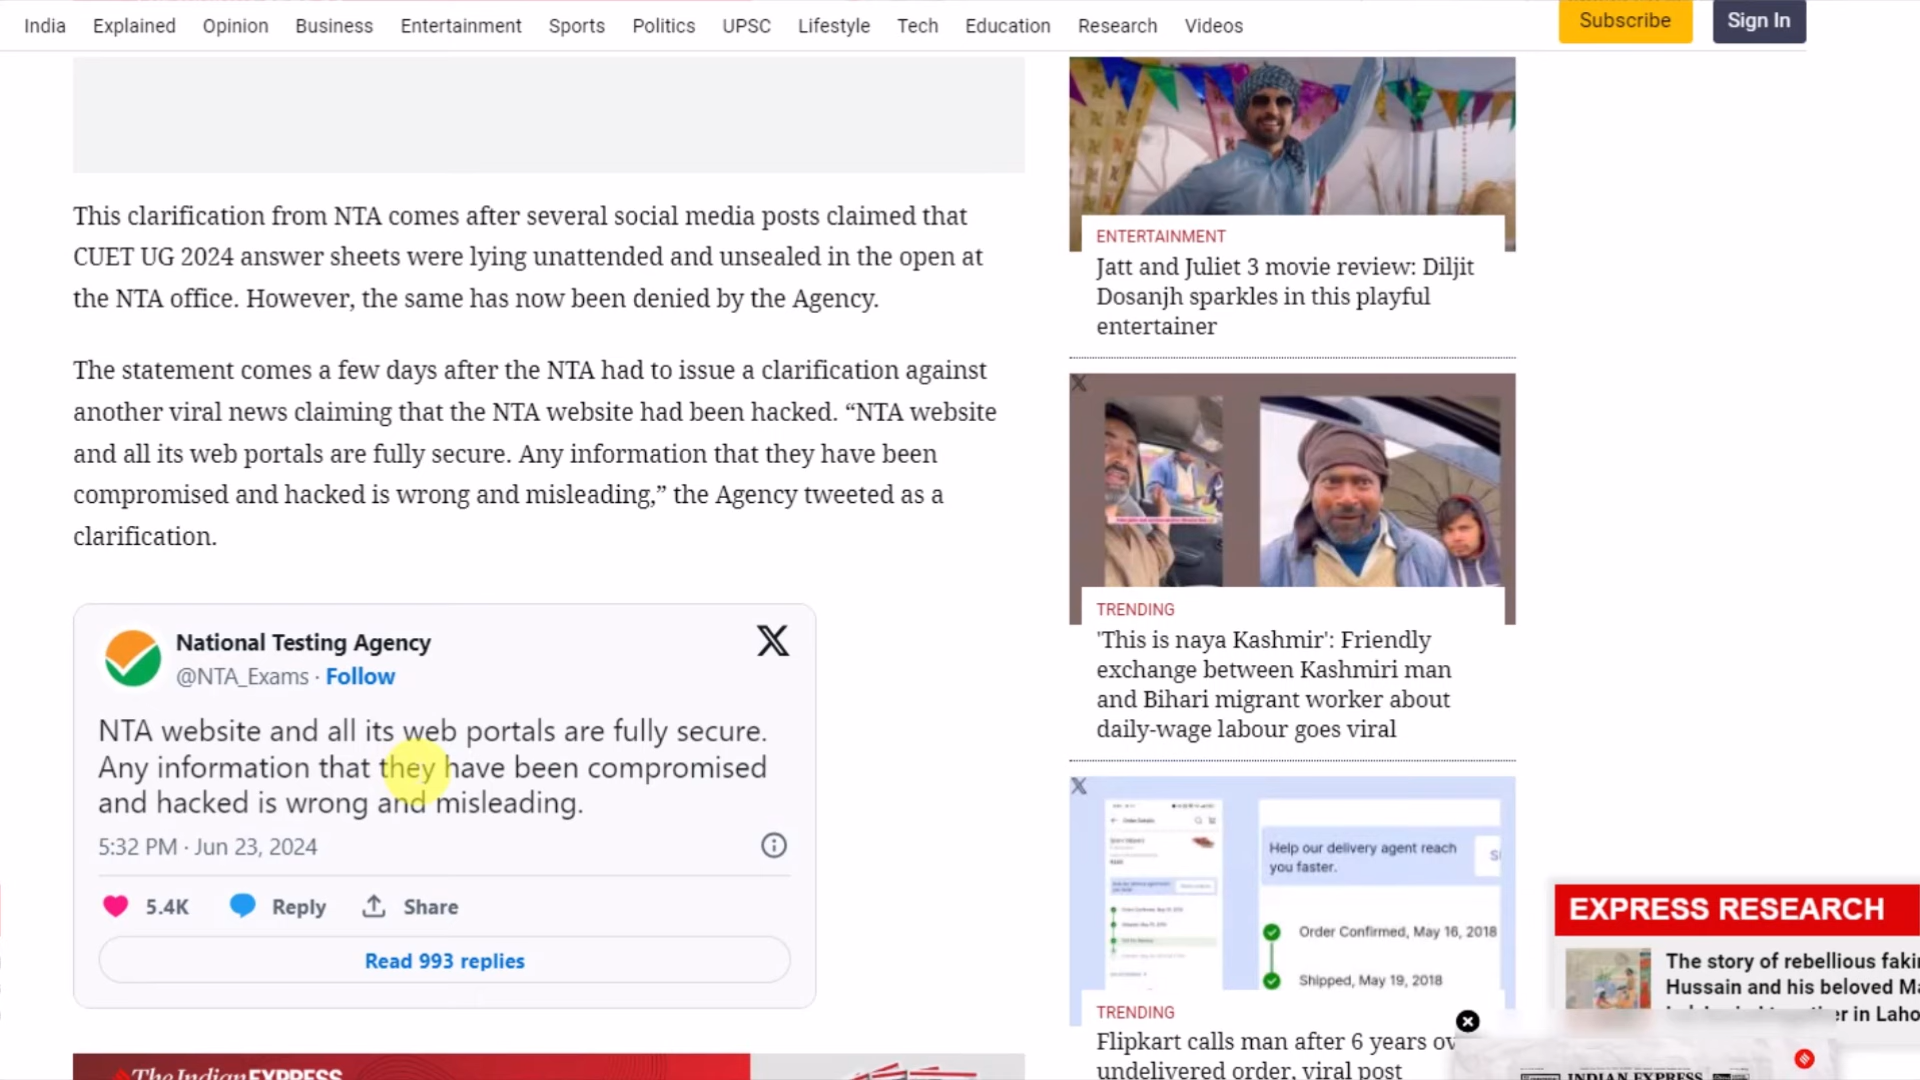 India Explained Opinion Business Entertainment Sports Politics UPSC Lifestyle Tech Education Research Videos
Subscribe
Sign In
This clarification from NTA comes after several social media posts claimed that
CUET UG 2024 answer sheets were lying unattended and unsealed in the open at
the NTA office. However, the same has now been denied by the Agency.
The statement comes a few days after the NTA had to issue a clarification against
another viral news claiming that the NTA website had been hacked. “NTA website
and all its web portals are fully secure. Any information that they have been
compromised and hacked is wrong and misleading,” the Agency tweeted as a
clarification.
National Testing Agency
@NTA_Exams · Follow
NTA website and all its web portals are fully secure.
Any information that they have been compromised
and hacked is wrong and misleading.
5:32 PM · Jun 23, 2024
5.4K Reply Share
Read 993 replies
The Indian EXPRESS
ENTERTAINMENT
Jatt and Juliet 3 movie review: Diljit
Dosanjh sparkles in this playful
entertainer
TRENDING
'This is naya Kashmir': Friendly
exchange between Kashmiri man
and Bihari migrant worker about
daily-wage labour goes viral
Help our delivery agent reach
you faster.
Order Confirmed, May 16, 2018
Shipped, May 19, 2018
TRENDING
Flipkart calls man after 6 years ov
undelivered order, viral post
EXPRESS RESEARCH
The story of rebellious fakir
Hussain and his beloved Ma
er in Laho
INDIAN EXPRESS